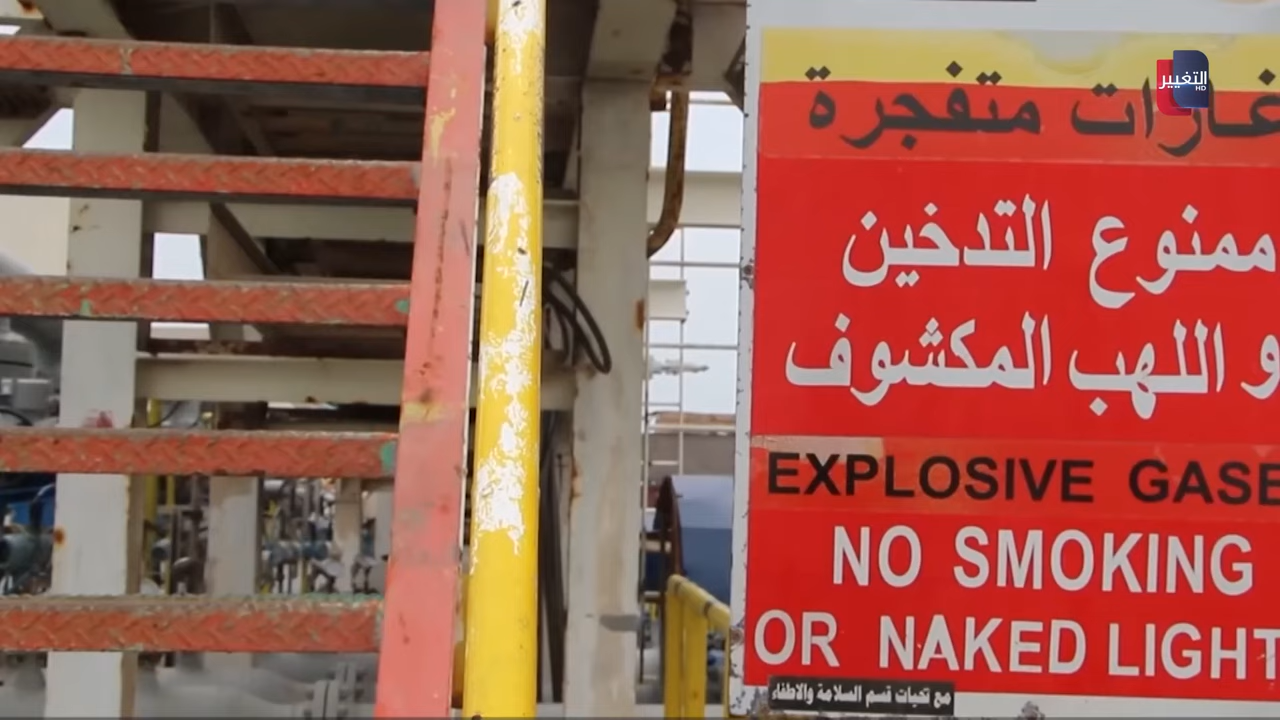 التغيير
HD
غازات متفجرة
ممنوع التدخين
و اللهب المكشوف
EXPLOSIVE GASE
NO SMOKING
OR NAKED LIGHT
مع تحيات قسم السلامة والاطفاء